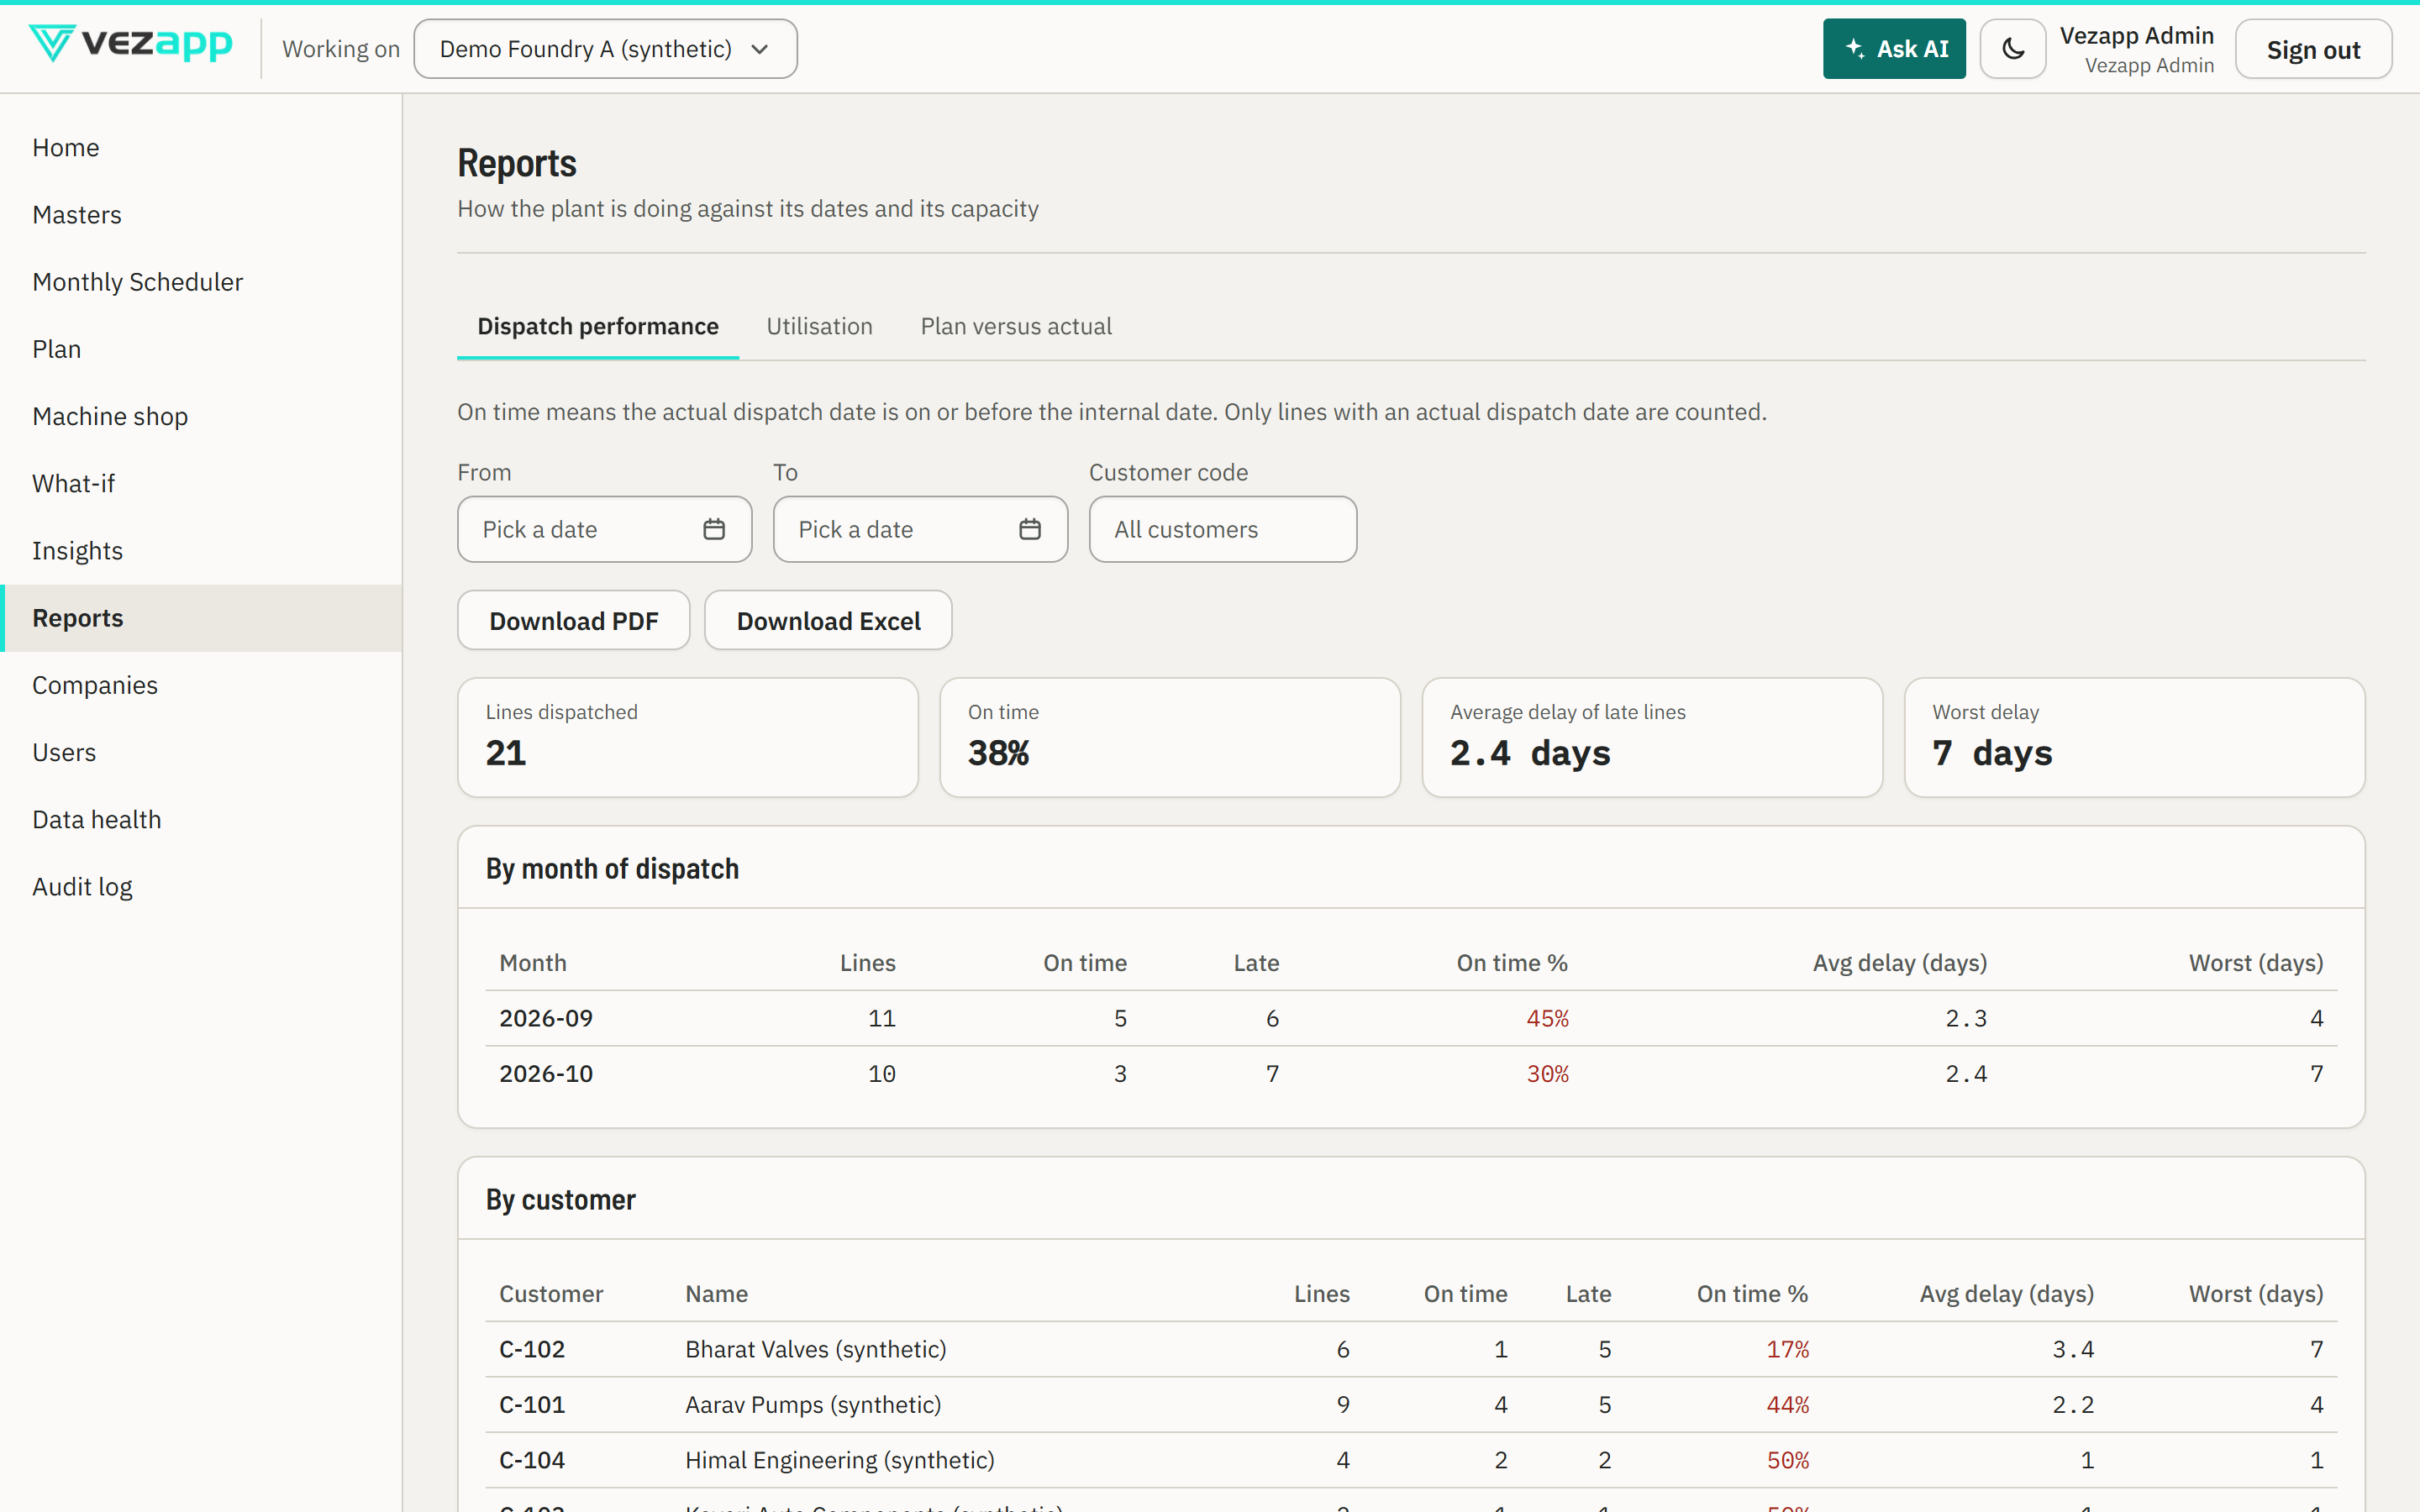 vezapp
Working on
Demo Foundry A (synthetic)
Ask AI
Vezapp Admin
Vezapp Admin
Sign out
Home
Masters
Monthly Scheduler
Plan
Machine shop
What-if
Insights
Reports
Companies
Users
Data health
Audit log
Reports
How the plant is doing against its dates and its capacity
Dispatch performance Utilisation Plan versus actual
On time means the actual dispatch date is on or before the internal date. Only lines with an actual dispatch date are counted.
From To Customer code
Pick a date Pick a date All customers
Download PDF Download Excel
Lines dispatched
21
On time
38%
Average delay of late lines
2.4 days
Worst delay
7 days
By month of dispatch
Month Lines On time Late On time % Avg delay (days) Worst (days)
2026-09 11 5 6 45% 2.3 4
2026-10 10 3 7 30% 2.4 7
By customer
Customer Name Lines On time Late On time % Avg delay (days) Worst (days)
C-102 Bharat Valves (synthetic) 6 1 5 17% 3.4 7
C-101 Aarav Pumps (synthetic) 9 4 5 44% 2.2 4
C-104 Himal Engineering (synthetic) 4 2 2 50% 1 1